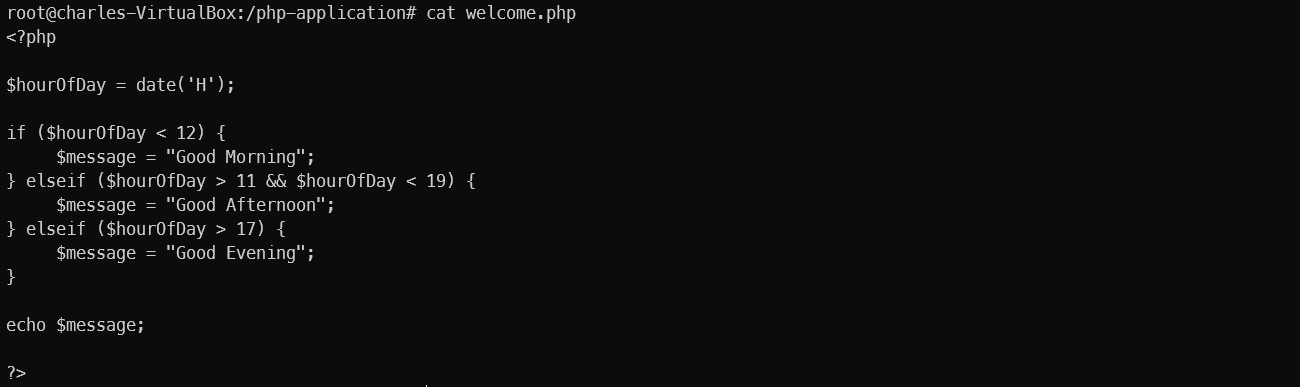 root@charles-VirtualBox:/php-application# cat welcome.php
<?php
$hourOfDay = date('H');
if ($hourOfDay < 12) {
     $message = "Good Morning";
} elseif ($hourOfDay > 11 && $hourOfDay < 19) {
     $message = "Good Afternoon";
} elseif ($hourOfDay > 17) {
     $message = "Good Evening";
}
echo $message;
?>